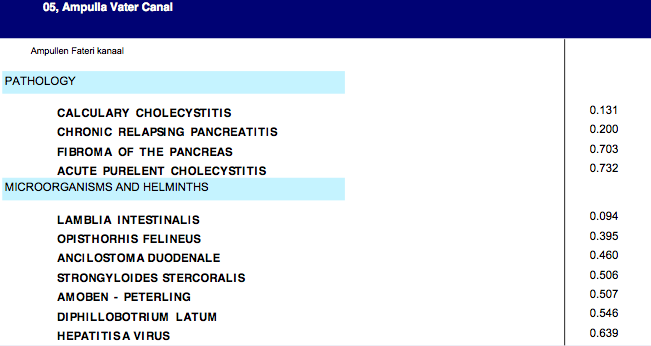 05, Ampulla Vater Canal
Ampullen Fateri kanaal
PATHOLOGY
CALCULARY CHOLECYSTITIS 0.131
CHRONIC RELAPSING PANCREATITIS 0.200
FIBROMA OF THE PANCREAS 0.703
ACUTE PURELENT CHOLECYSTITIS 0.732
MICROORGANISMS AND HELMINTHS
LAMBLIA INTESTINALIS 0.094
OPISTHORHIS FELINEUS 0.395
ANCILOSTOMA DUODENALE 0.460
STRONGYLOIDES STERCORALIS 0.506
AMOBEN - PETERLING 0.507
DIPHILLOBOTRIUM LATUM 0.546
HEPATITIS A VIRUS 0.639